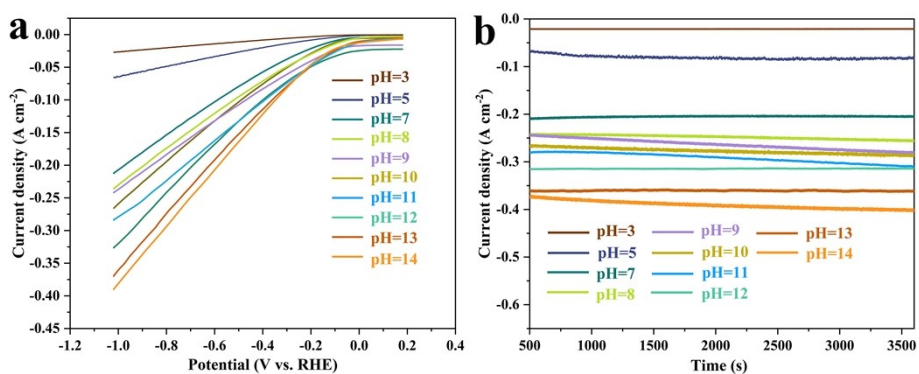 a
0.00
-0.05
-0.10
-0.15
-0.20
-0.25
-0.30
-0.35
-0.40
-0.45
Current density (A cm-2)
pH=3
pH=5
pH=7
pH=8
pH=9
pH=10
pH=11
pH=12
pH=13
pH=14
-1.2 -1.0 -0.8 -0.6 -0.4 -0.2 0.0 0.2 0.4
Potential (V vs. RHE)
b
-0.0
-0.1
-0.2
-0.3
-0.4
-0.5
-0.6
Current density (A cm-2)
pH=3 pH=9 pH=13
pH=5 pH=10 pH=14
pH=7 pH=11
pH=8 pH=12
500 1000 1500 2000 2500 3000 3500
Time (s)